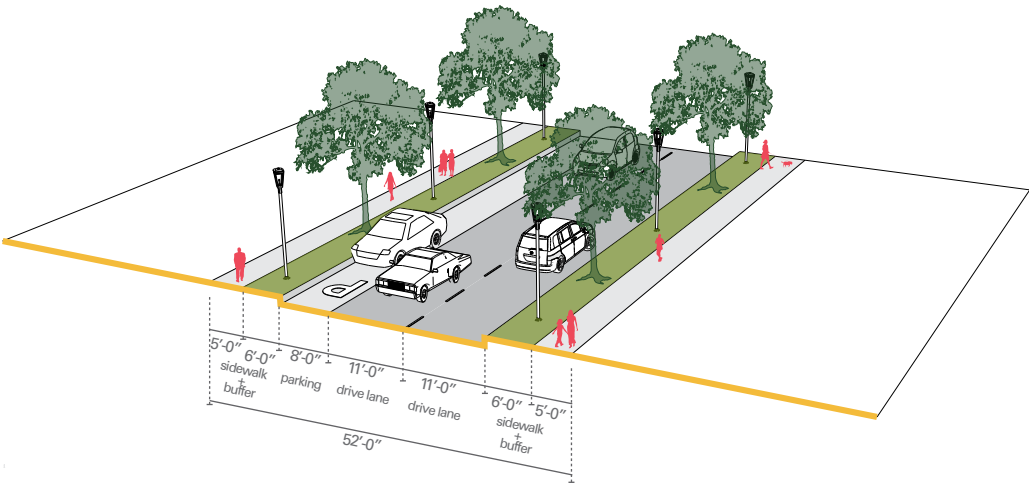 P
5'-0" 6'-0" 8'-0" 11'-0" 11'-0" 6'-0" 5'-0"
sidewalk
+
buffer
parking
drive lane
drive lane
sidewalk
+
buffer
52'-0"